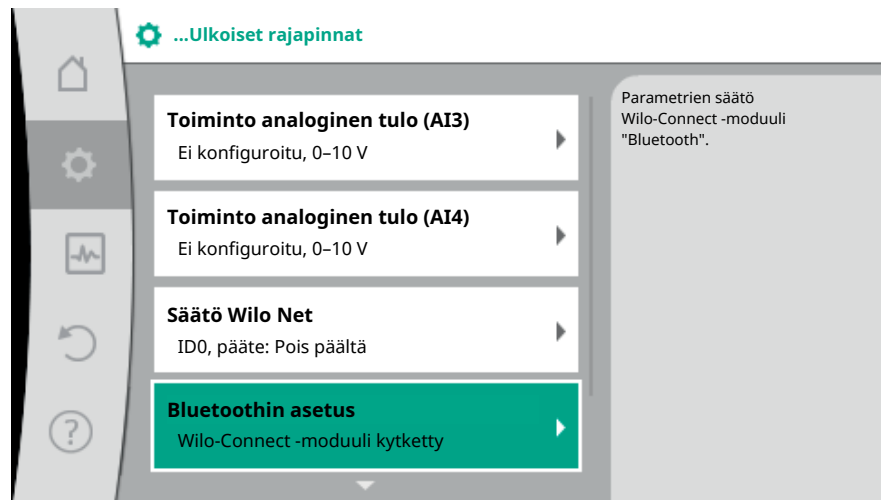 ...Ulkoiset rajapinnat
Toiminto analoginen tulo (AI3)
Ei konfiguroitu, 0–10 V
Toiminto analoginen tulo (AI4)
Ei konfiguroitu, 0–10 V
Säätö Wilo Net
ID0, pääte: Pois päältä
Bluetoothin asetus
Wilo-Connect -moduuli kytketty
Parametrien säätö
Wilo-Connect -moduuli
"Bluetooth".
?